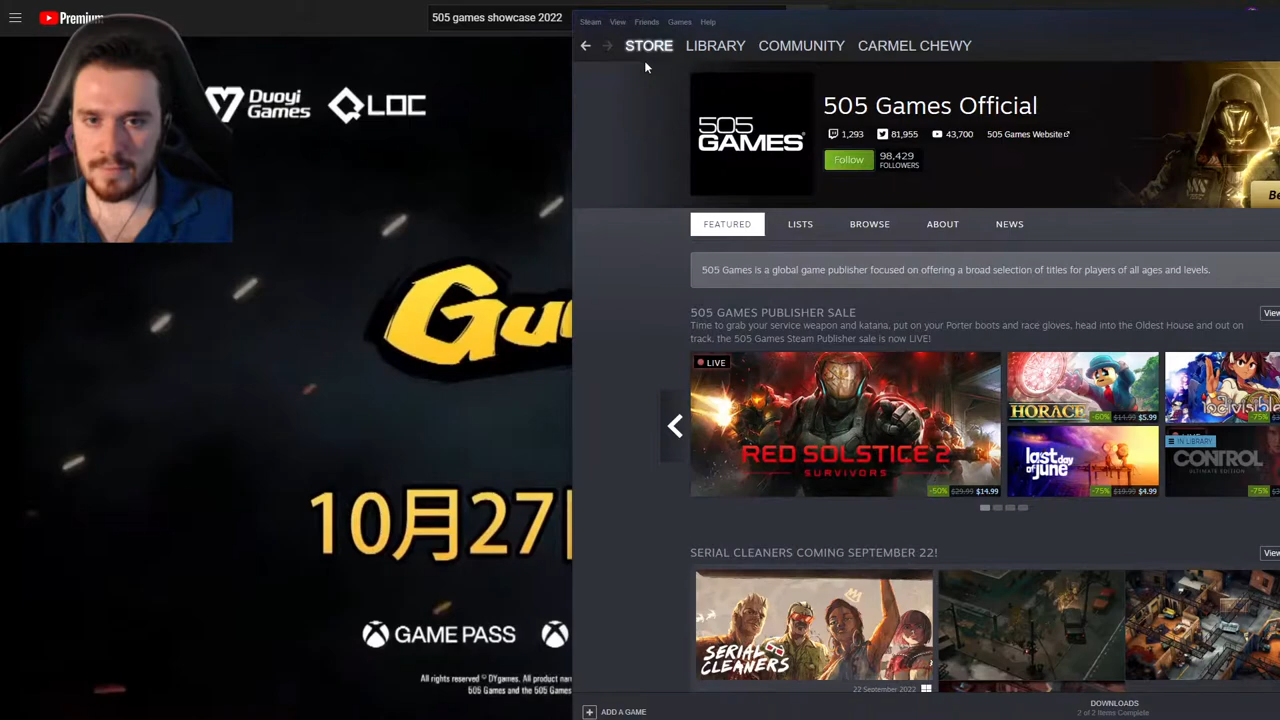 Premium
505 games showcase 2022
Duoyi Games
QLOC
10月27日
GAME PASS
All rights reserved © DYgames. All product nam
505 Games and the 505 Games
Steam View Friends Games Help
STORE LIBRARY COMMUNITY CARMEL CHEWY
505 GAMES
505 Games Official
1,293 81,955 43,700 505 Games Website
Follow 98,429 FOLLOWERS
Be
FEATURED LISTS BROWSE ABOUT NEWS
505 Games is a global game publisher focused on offering a broad selection of titles for players of all ages and levels.
505 GAMES PUBLISHER SALE
View
Time to grab your service weapon and katana, put on your Porter boots and race gloves, head into the Oldest House and out on
track, the 505 Games Steam Publisher sale is now LIVE!
LIVE
RED SOLSTICE 2
SURVIVORS
-50% $29.99 $14.99
HORACE
-60% $14.99 $5.99
Indivisible
-75%
last day of june
-75% $19.99 $4.99
IN LIBRARY
CONTROL
ULTIMATE EDITION
-75%
SERIAL CLEANERS COMING SEPTEMBER 22!
View
SERIAL CLEANERS
22 September 2022
ADD A GAME
DOWNLOADS
2 of 2 Items Complete